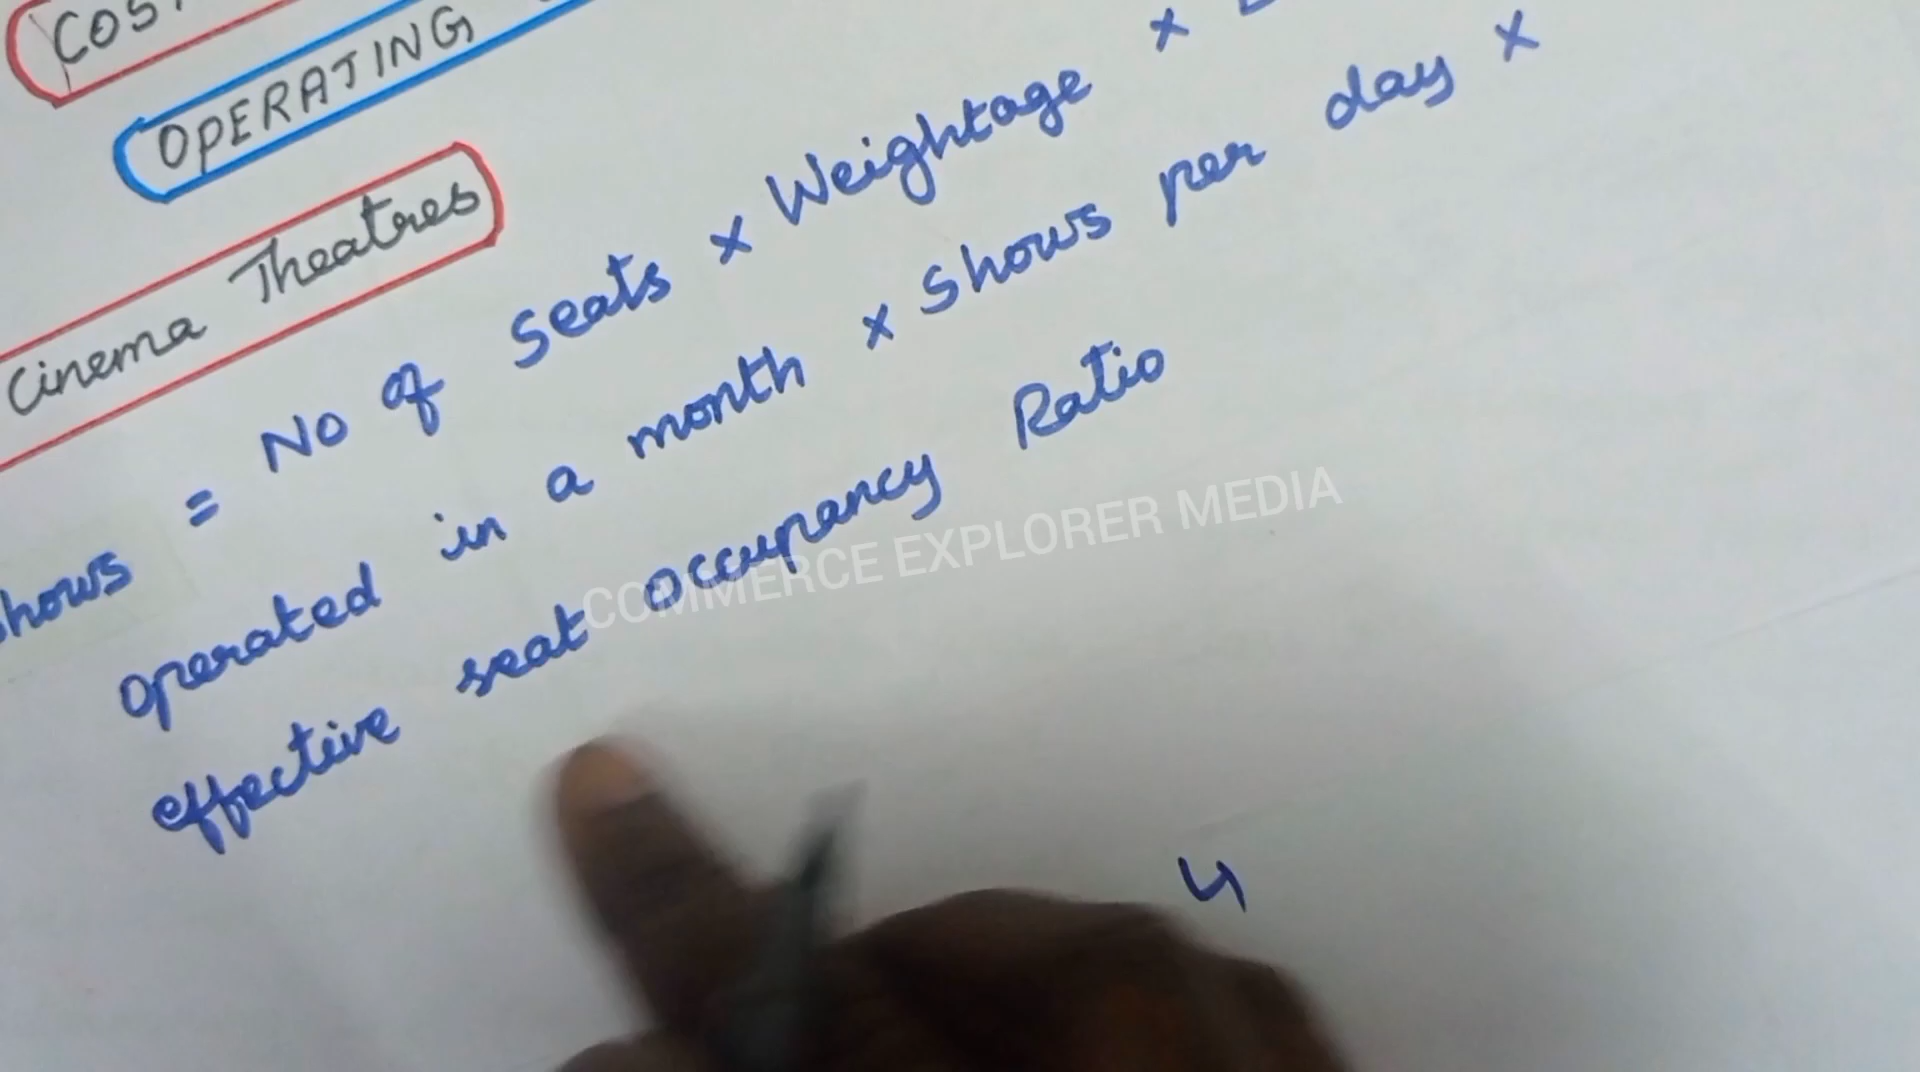 COS
OPERATING
Cinema Theatres
hows = No of Seats × Weightage ×
operated in a month × Shows per day ×
effective seat occupancy Ratio
COMMERCE EXPLORER MEDIA